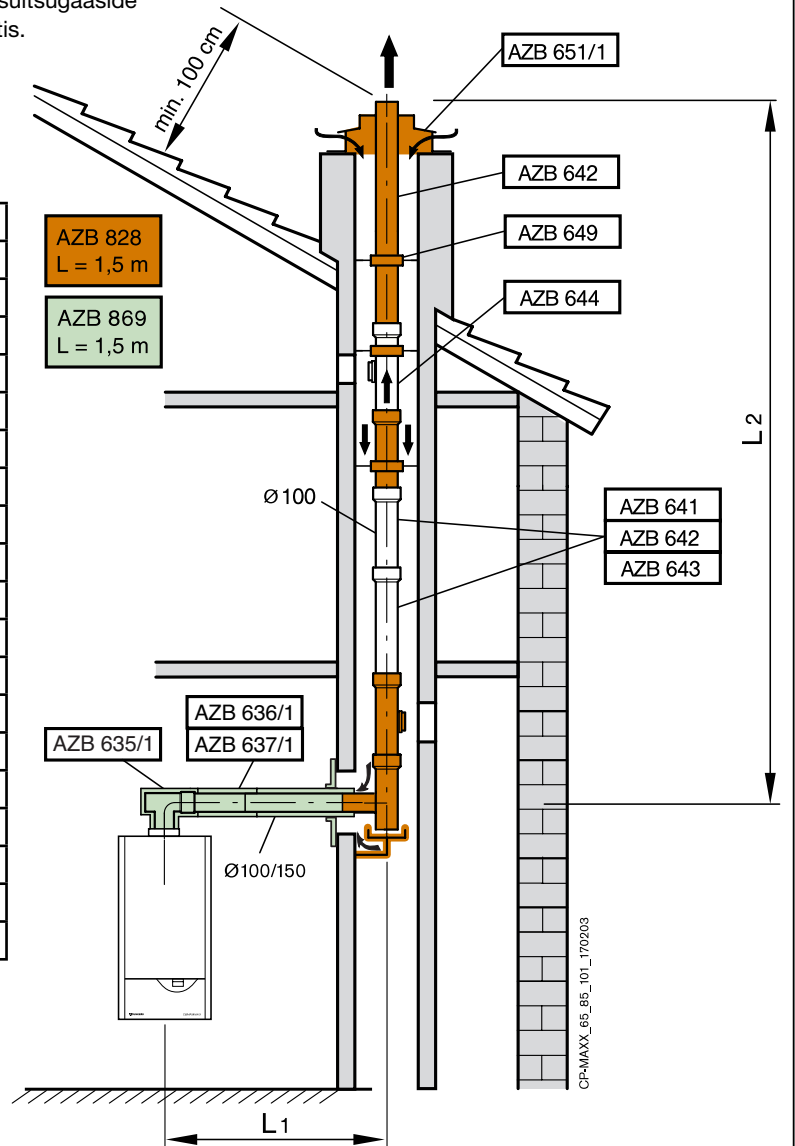 tis.
min. 100 cm
AZB 651/1
AZB 828
L = 1,5 m
AZB 642
AZB 649
AZB 869
L = 1,5 m
AZB 644
L2
Ø100
AZB 641
AZB 642
AZB 643
AZB 636/1
AZB 637/1
AZB 635/1
Ø100/150
CP-MAXX_65_85_101_170203
L1